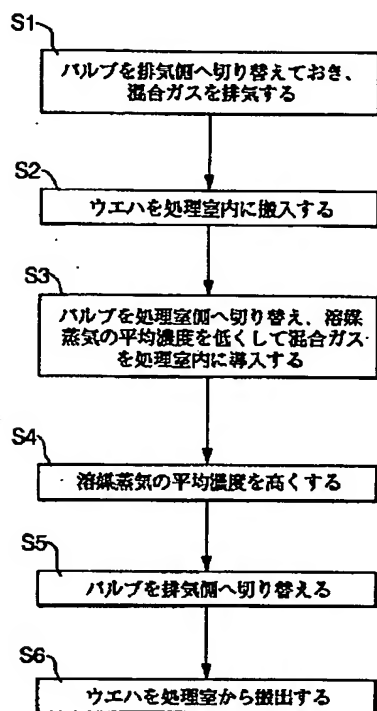 S1
バルブを排気側へ切り替えておき、
混合ガスを排気する
S2
ウエハを処理室内に搬入する
S3
バルブを処理室側へ切り替え、溶媒
蒸気の平均濃度を低くして混合ガス
を処理室内に導入する
S4
溶媒蒸気の平均濃度を高くする
S5
バルブを排気側へ切り替える
S6
ウエハを処理室から搬出する